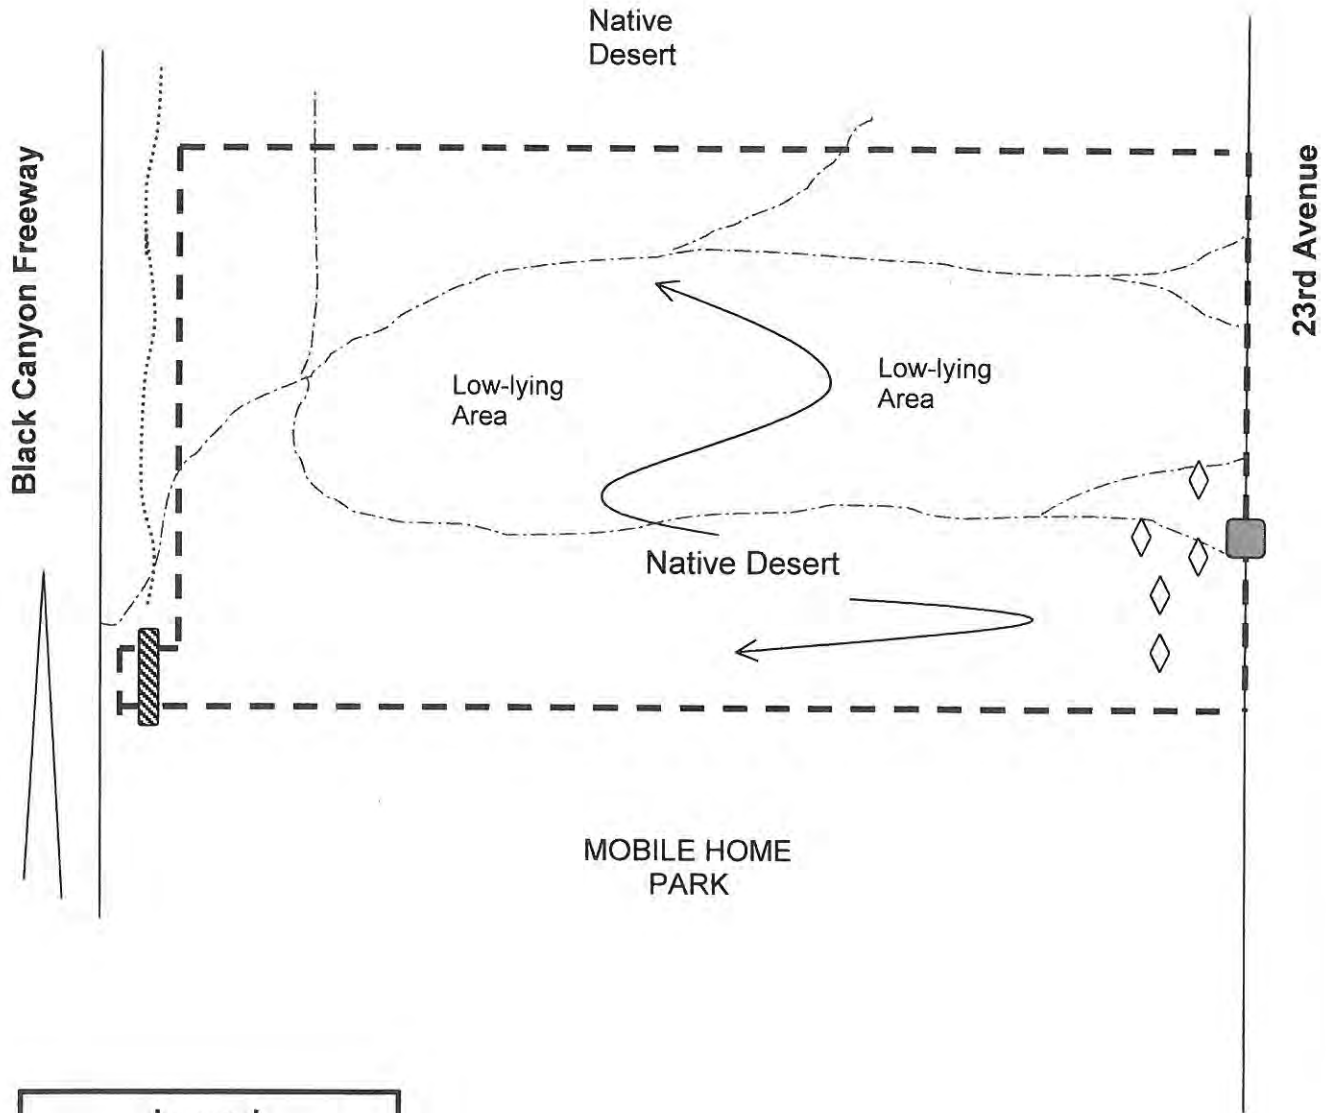 Native
Desert
Black Canyon Freeway
23rd Avenue
Low-lying
Area
Low-lying
Area
Native Desert
MOBILE HOME
PARK